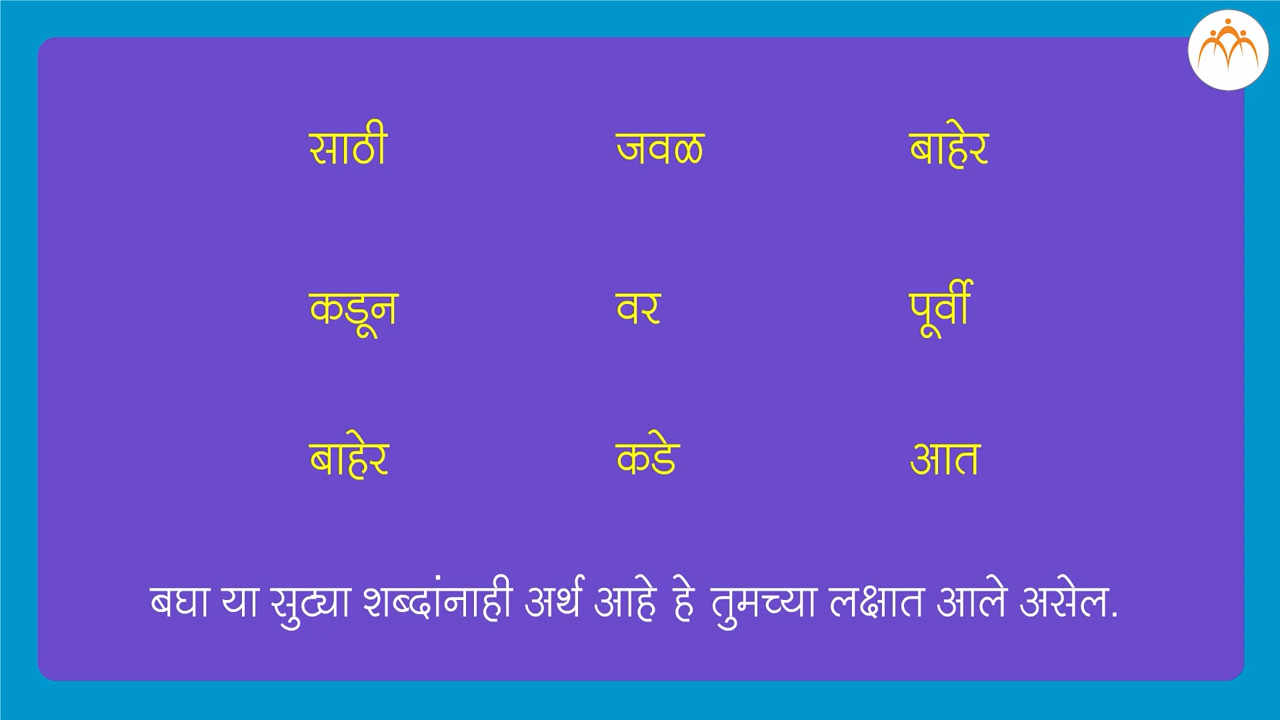 साठी जवळ बाहेर
कडून वर पूर्वी
बाहेर कडे आत
बघा या सुट्या शब्दांनाही अर्थ आहे हे तुमच्या लक्षात आले असेल.